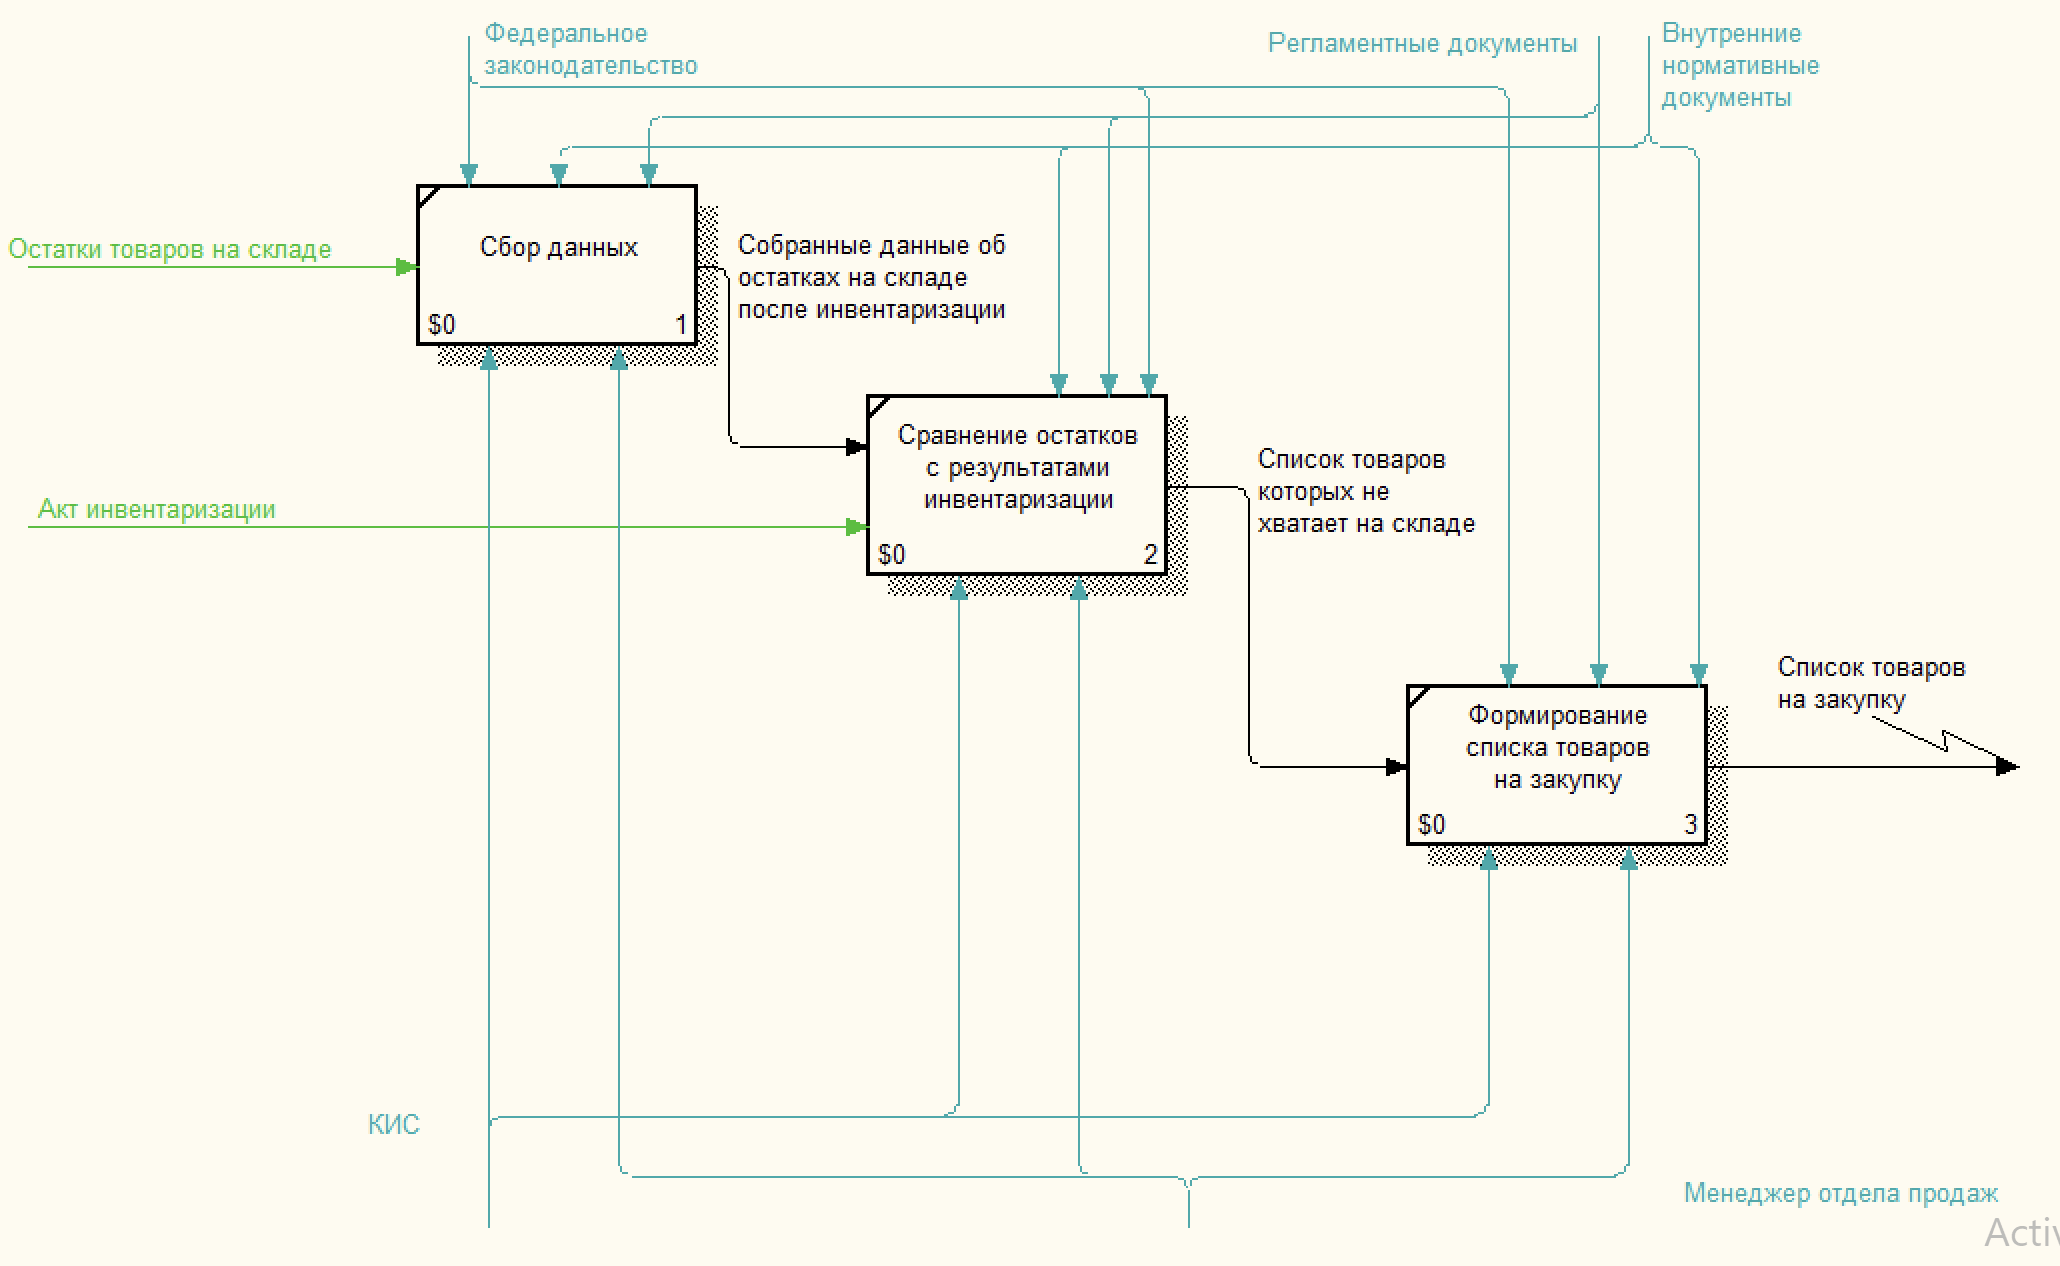 Федеральное
законодательство
Регламентные документы
Внутренние
нормативные
документы
Остатки товаров на складе
Сбор данных
$0
1
Собранные данные об
остатках на складе
после инвентаризации
Акт инвентаризации
Сравнение остатков
с результатами
инвентаризации
$0
2
Список товаров
которых не
хватает на складе
Формирование
списка товаров
на закупку
$0
3
Список товаров
на закупку
КИС
Менеджер отдела продаж